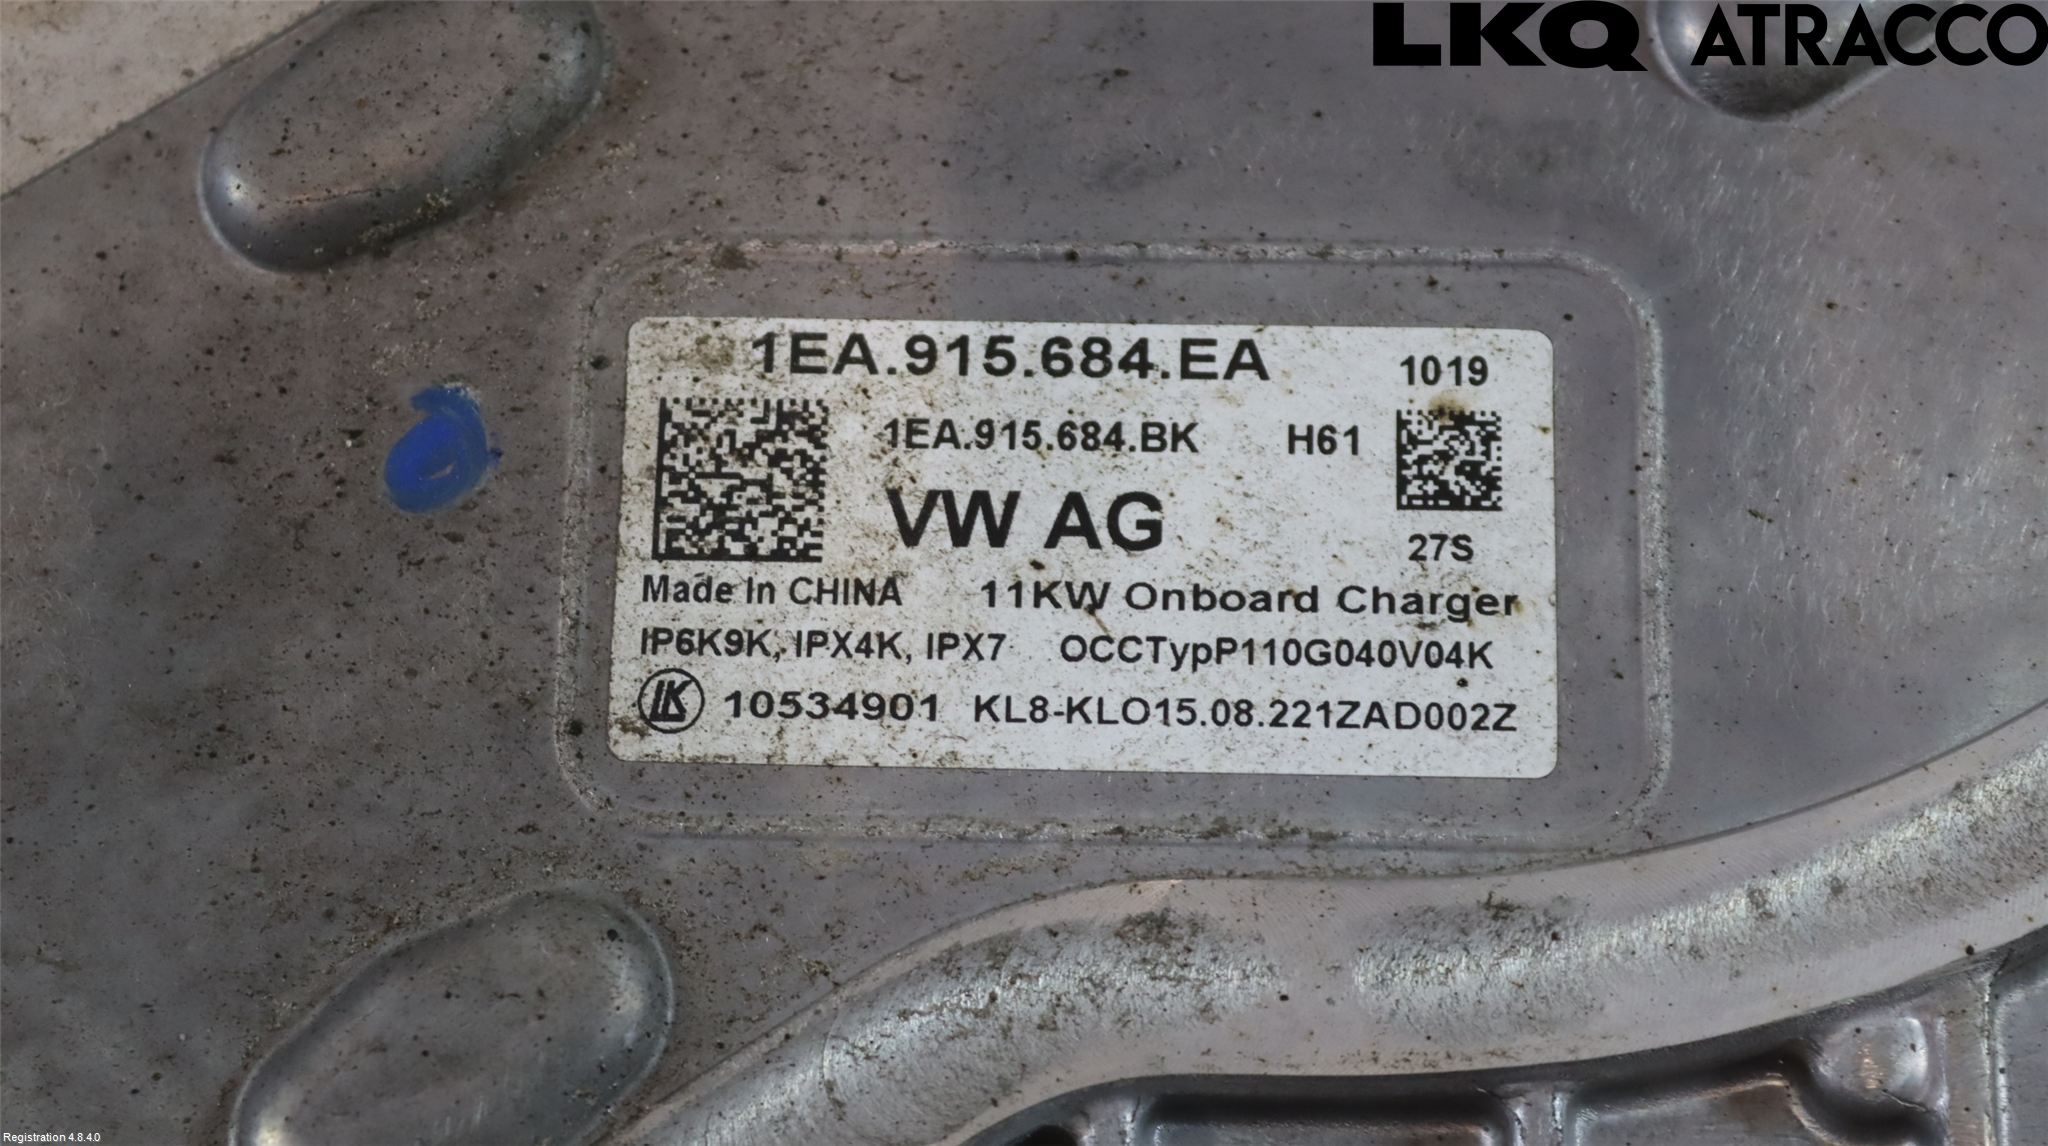 LKQ ATRACCO
1EA.915.684.EA
1019
1EA.915.684.BK H61
VW AG
27S
Made In CHINA 11KW Onboard Charger
IP6K9K, IPX4K, IPX7 OCCTypP110G040V04K
LK 10534901 KL8-KLO15.08.221ZAD002Z
Registration 4.8.4.0